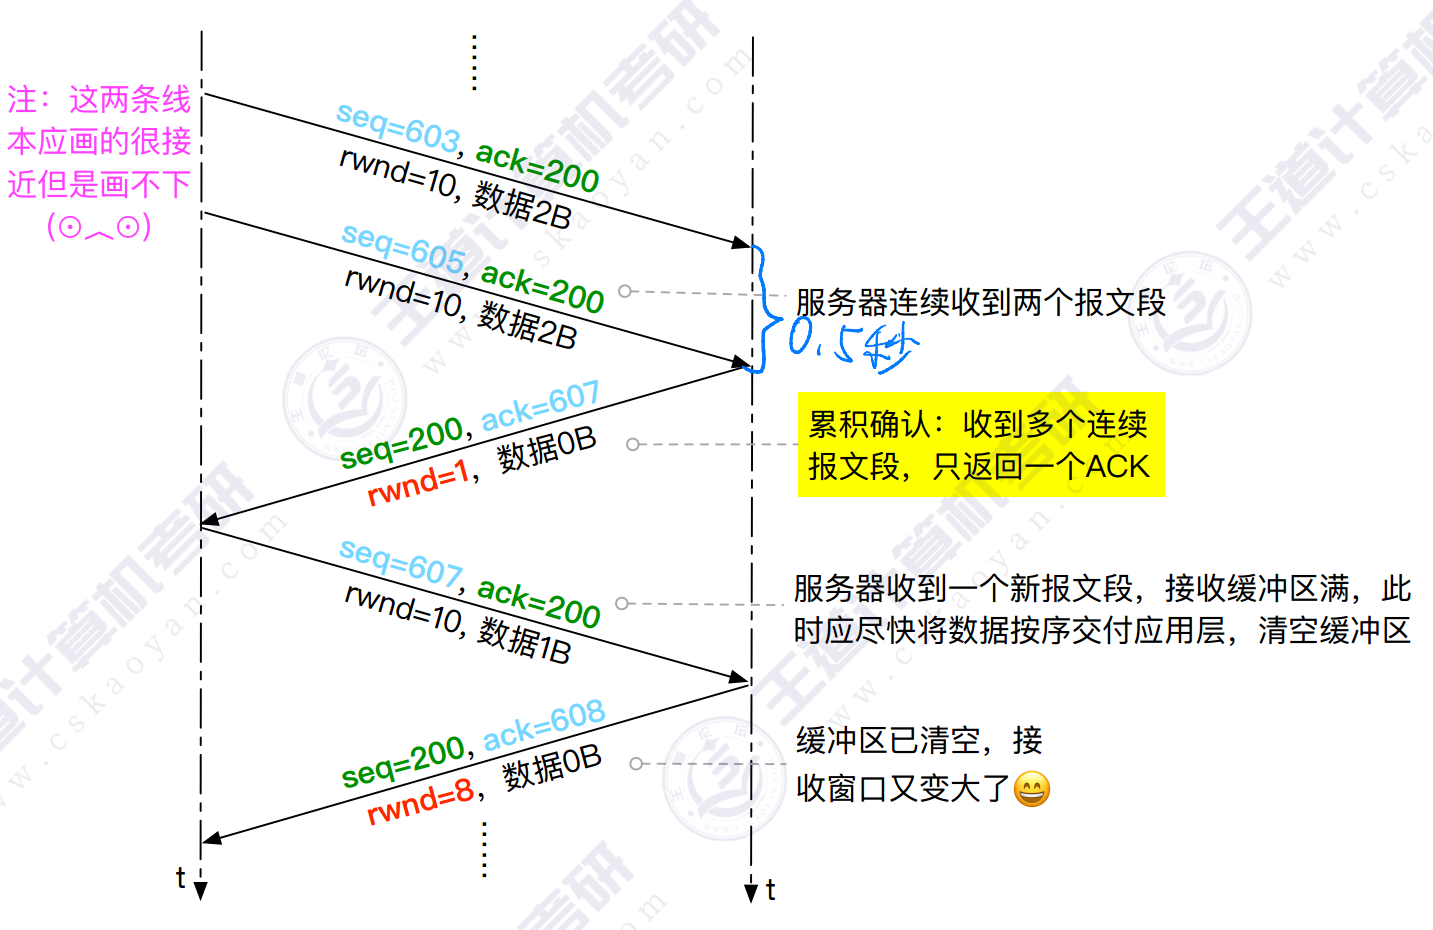 注：这两条线
本应画的很接
近但是画不下
(⊙︿⊙)
seq=603, ack=200
rwnd=10, 数据2B
seq=605, ack=200
rwnd=10, 数据2B
服务器连续收到两个报文段
0.5秒
seq=200, ack=607
rwnd=1，数据0B
累积确认：收到多个连续
报文段，只返回一个ACK
seq=607, ack=200
rwnd=10, 数据1B
服务器收到一个新报文段，接收缓冲区满，此
时应尽快将数据按序交付应用层，清空缓冲区
seq=200, ack=608
rwnd=8，数据0B
缓冲区已清空，接
收窗口又变大了😄
t
t
王道计算机考研
www.cskaoyan.com